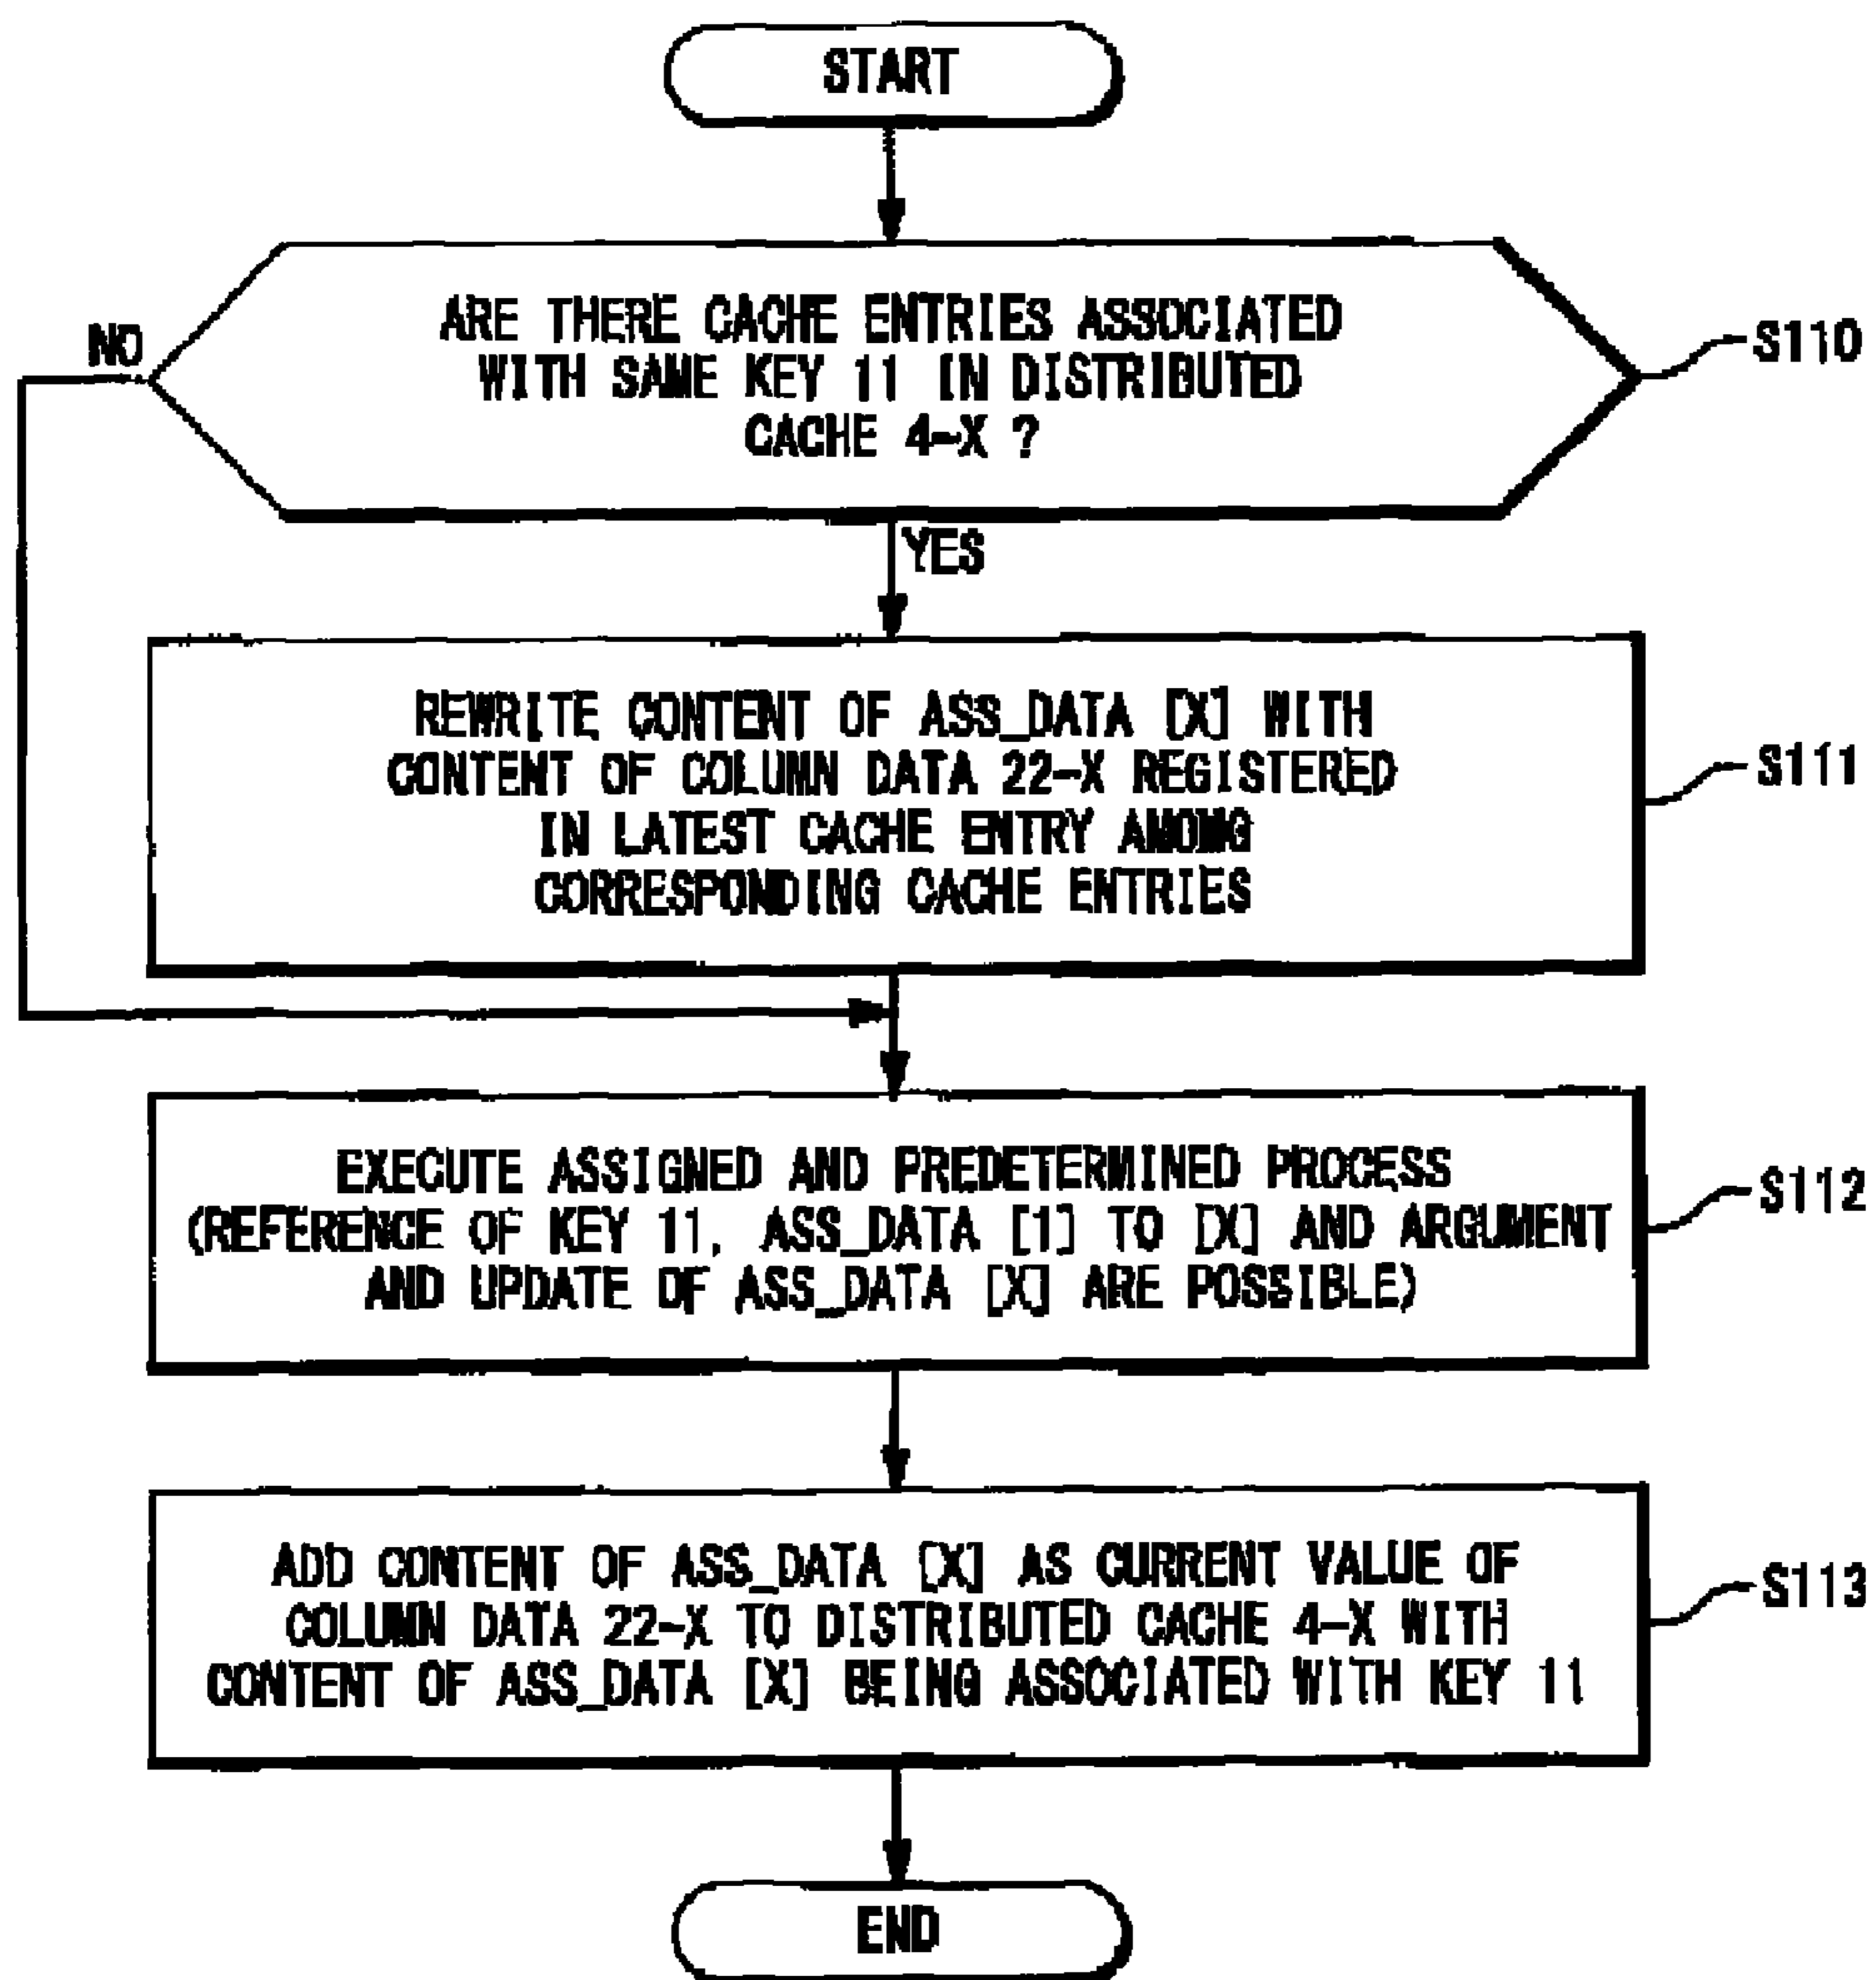 START
NO
ARE THERE CACHE ENTRIES ASSOCIATED
WITH SAME KEY 11 IN DISTRIBUTED
CACHE 4-X ?
S110
YES
REWRITE CONTENT OF ASS_DATA [X] WITH
CONTENT OF COLUMN DATA 22-X REGISTERED
IN LATEST CACHE ENTRY AMONG
CORRESPONDING CACHE ENTRIES
S111
EXECUTE ASSIGNED AND PREDETERMINED PROCESS
(REFERENCE OF KEY 11, ASS_DATA [1] TO [X] AND ARGUMENT
AND UPDATE OF ASS_DATA [X] ARE POSSIBLE)
S112
ADD CONTENT OF ASS_DATA [X] AS CURRENT VALUE OF
COLUMN DATA 22-X TO DISTRIBUTED CACHE 4-X WITH
CONTENT OF ASS_DATA [X] BEING ASSOCIATED WITH KEY 11
S113
END